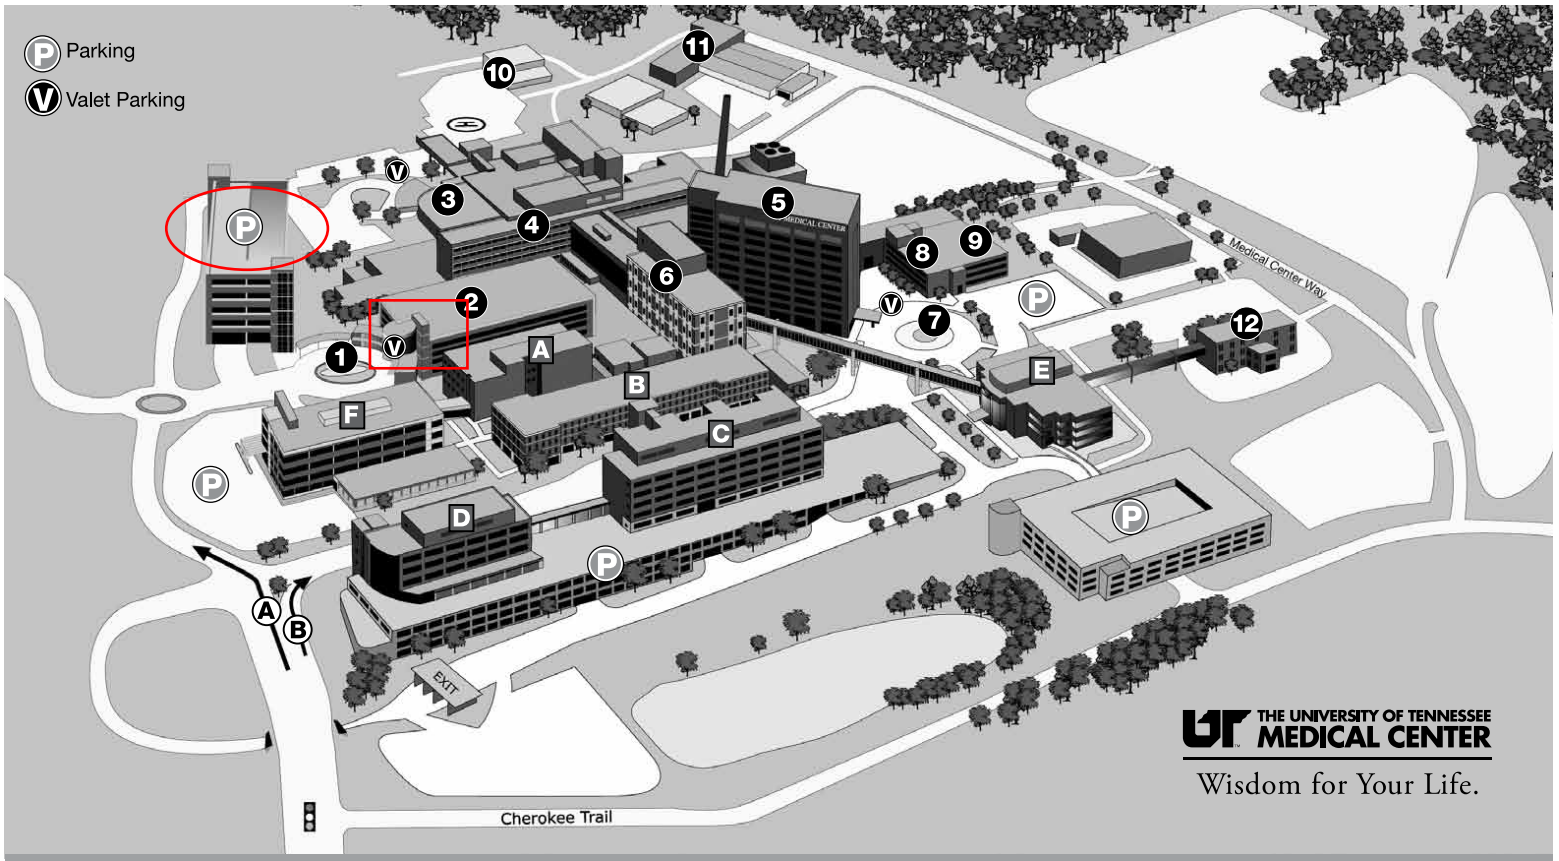 P Parking
V Valet Parking
10
11
V
3
4
5
MEDICAL CENTER
P
8
9
6
Medical Center Way
2
V
P
7
12
1
V
A
E
B
F
C
P
D
P
P
A
B
EXIT
UT THE UNIVERSITY OF TENNESSEE
MEDICAL CENTER
Wisdom for Your Life.
Cherokee Trail